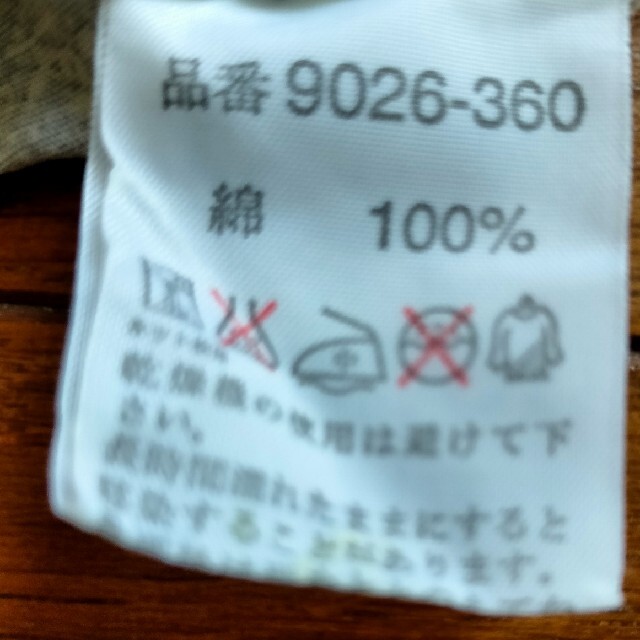 品番 9026-360
綿 100%
乾燥機の使用は避けて下
さい。
長時間濡れたままにすると
することがあります。